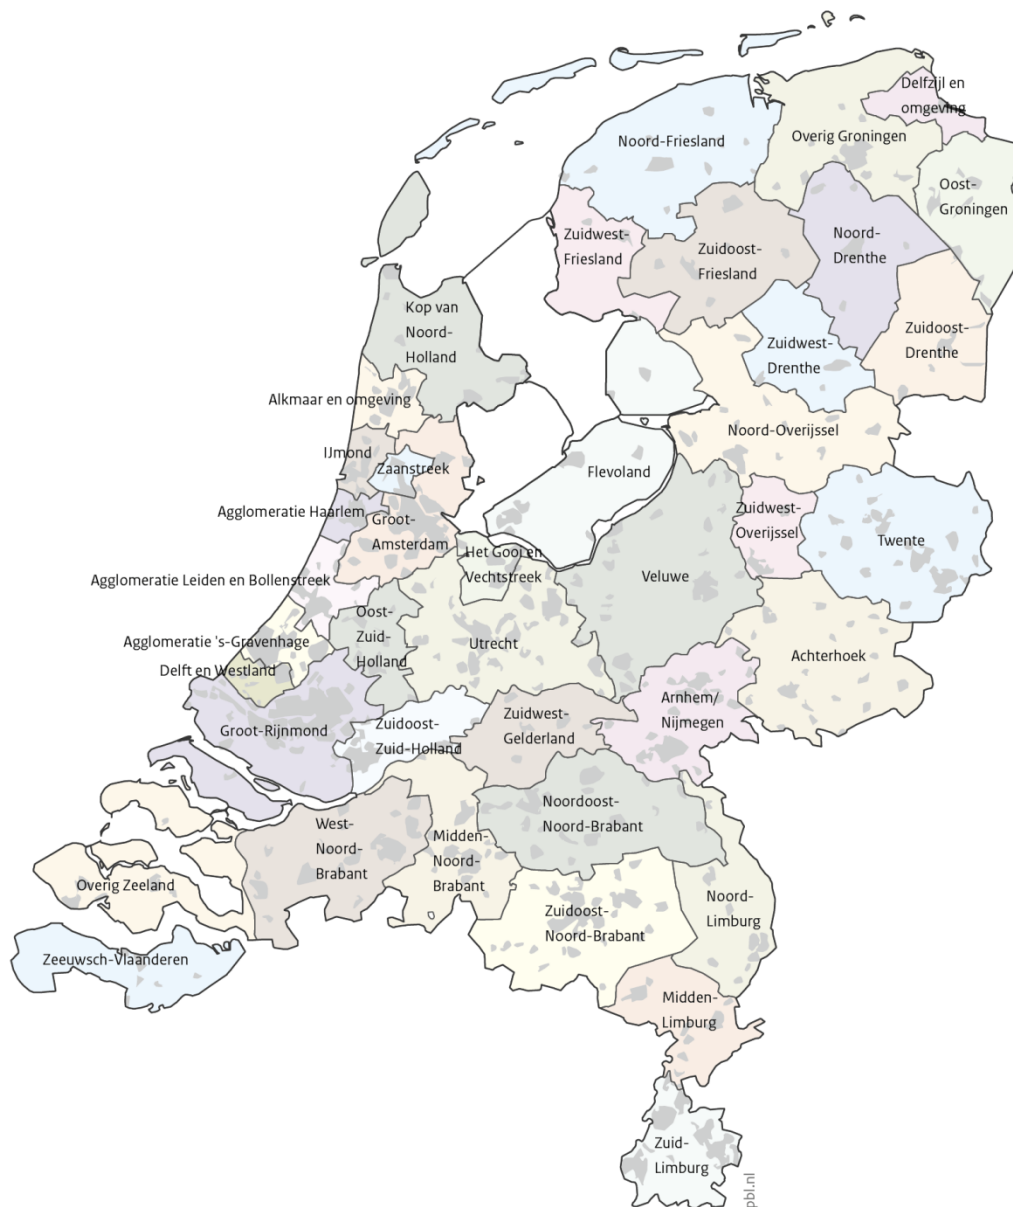 Delfzijl en
omgeving
Noord-Friesland
Overig Groningen
Oost-
Groningen
Zuidwest-
Friesland
Zuidoost-
Friesland
Noord-
Drenthe
Kop van
Noord-
Holland
Zuidwest-
Drenthe
Zuidoost-
Drenthe
Alkmaar en omgeving
Noord-Overijssel
IJmond
Zaanstreek
Flevoland
Agglomeratie Haarlem
Groot-
Amsterdam
Zuidwest-
Overijssel
Twente
Het Gooi en
Vechtstreek
Agglomeratie Leiden en Bollenstreek
Veluwe
Oost-
Zuid-
Holland
Agglomeratie 's-Gravenhage
Utrecht
Achterhoek
Delft en Westland
Arnhem/
Nijmegen
Groot-Rijnmond
Zuidoost-
Zuid-Holland
Zuidwest-
Gelderland
Noordoost-
Noord-Brabant
West-
Noord-
Brabant
Midden-
Noord-
Brabant
Overig Zeeland
Zuidoost-
Noord-Brabant
Noord-
Limburg
Zeeuwsch-Vlaanderen
Midden-
Limburg
Zuid-
Limburg
pbl.nl